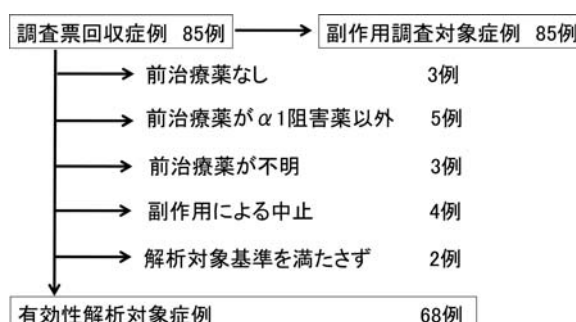 調査票回収症例 85例 副作用調査対象症例 85例
前治療薬なし 3例
前治療薬がα1阻害薬以外 5例
前治療薬が不明 3例
副作用による中止 4例
解析対象基準を満たさず 2例
有効性解析対象症例 68例